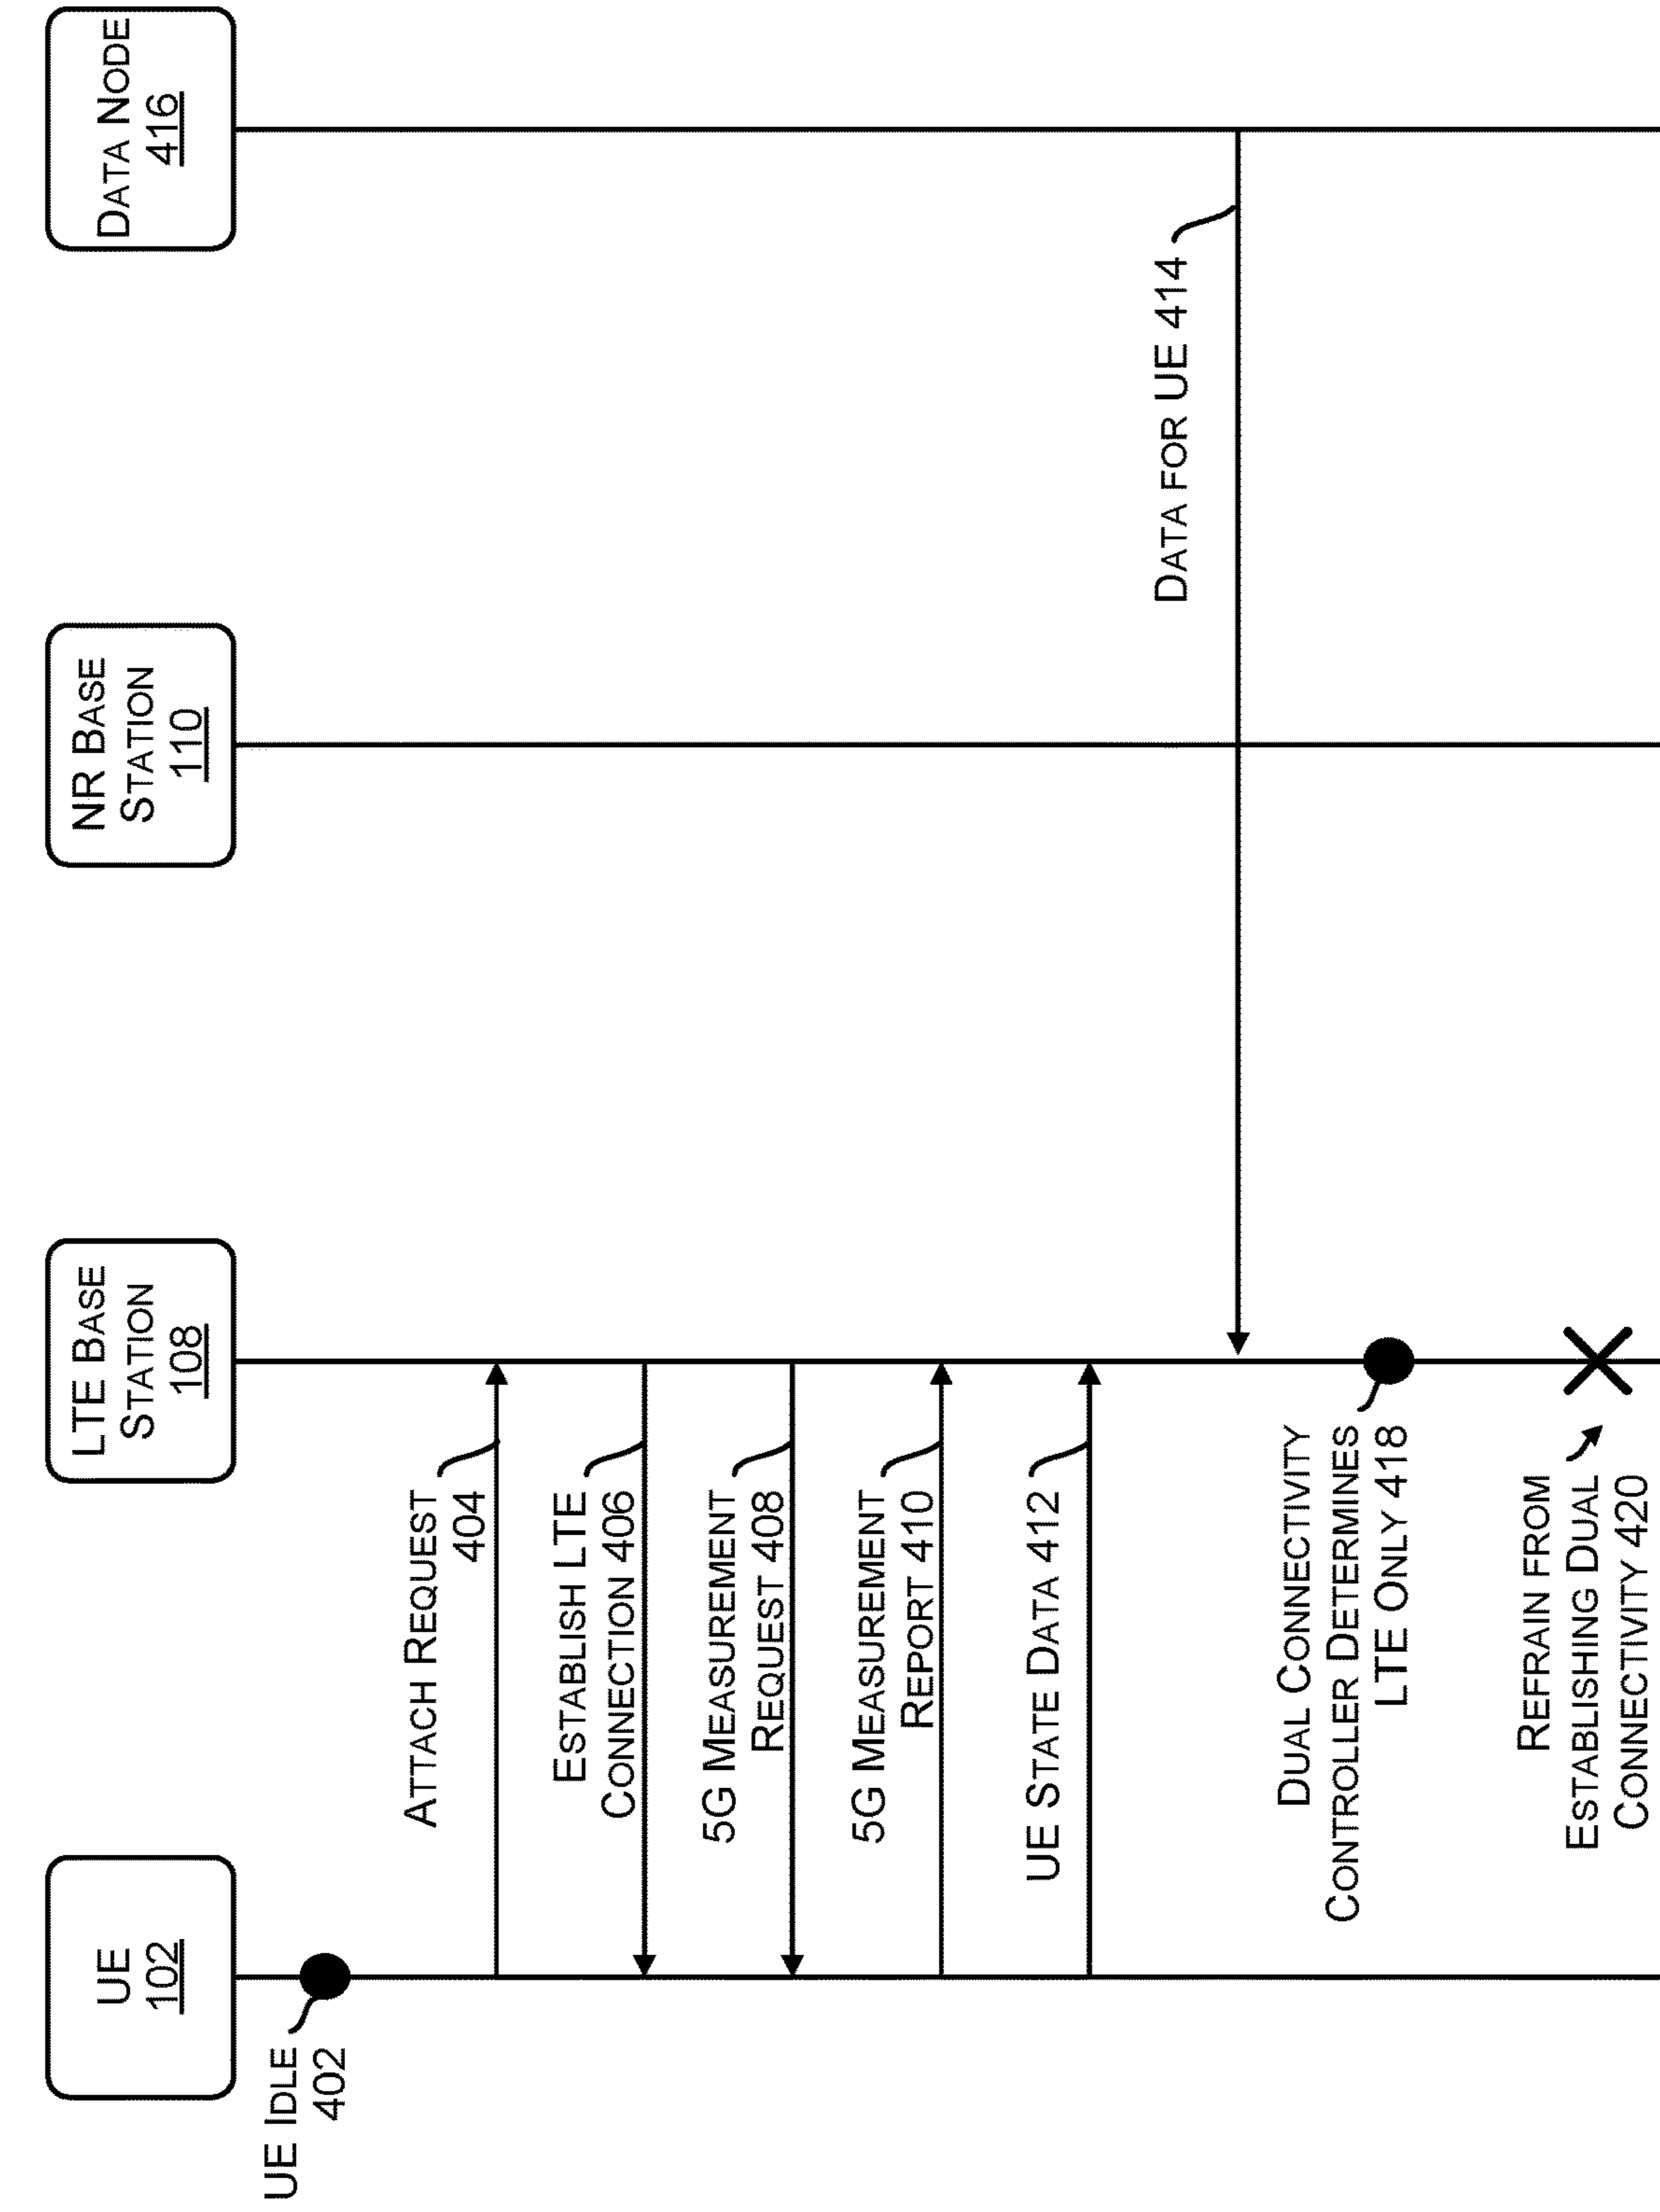 UE
102
LTE BASE
STATION
108
NR BASE
STATION
110
DATA NODE
416
UE IDLE
402
ATTACH REQUEST
404
ESTABLISH LTE
CONNECTION 406
5G MEASUREMENT
REQUEST 408
5G MEASUREMENT
REPORT 410
UE STATE DATA 412
DATA FOR UE 414
DUAL CONNECTIVITY
CONTROLLER DETERMINES
LTE ONLY 418
REFRAIN FROM
ESTABLISHING DUAL
CONNECTIVITY 420